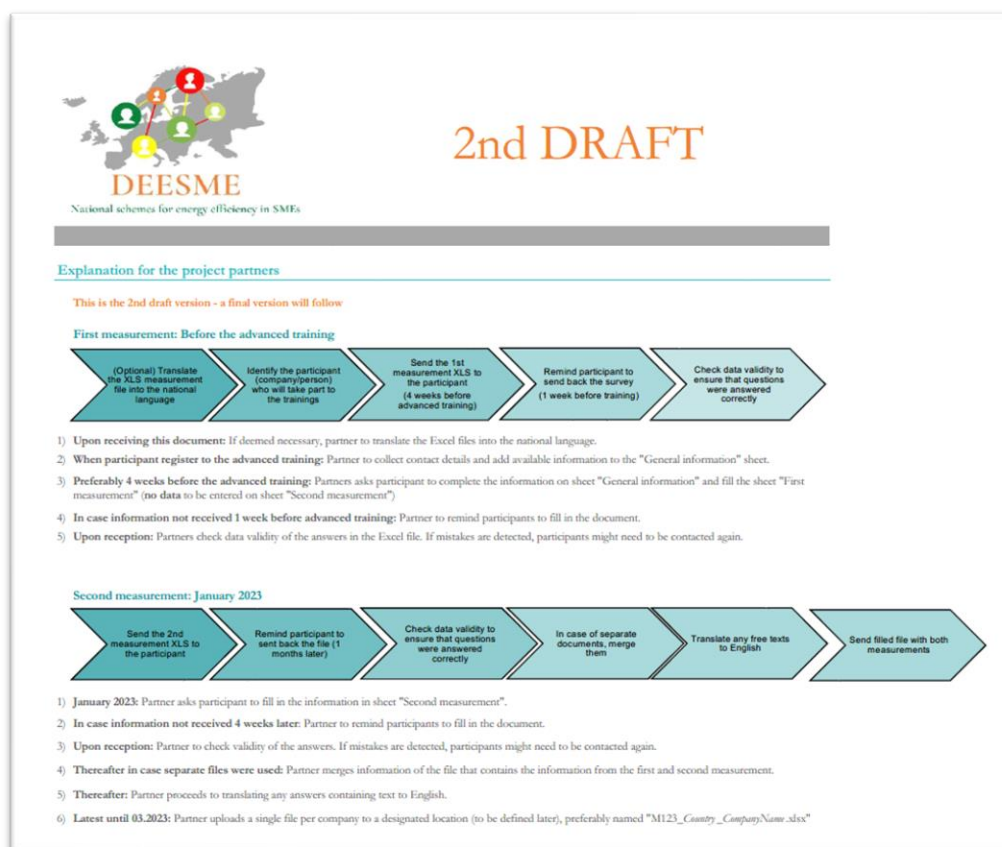 2nd DRAFT
DEESME
National schemes for energy efficiency in SMEs
Explanation for the project partners
This is the 2nd draft version - a final version will follow
First measurement: Before the advanced training
(Optional) Translate
the XLS measurement
file into the national
language
Identify the participant
(company/person)
who will take part to
the trainings
Send the 1st
measurement XLS to
the participant
(4 weeks before
advanced training)
Remind participant to
send back the survey
(1 week before training)
Check data validity to
ensure that questions
were answered
correctly
1) Upon receiving this document: If deemed necessary, partner to translate the Excel files into the national language.
2) When participant register to the advanced training: Partner to collect contact details and add available information to the "General information" sheet.
3) Preferably 4 weeks before the advanced training: Partners asks participant to complete the information on sheet "General information" and fill the sheet "First
measurement" (no data to be entered on sheet "Second measurement")
4) In case information not received 1 week before advanced training: Partner to remind participants to fill in the document.
5) Upon reception: Partners check data validity of the answers in the Excel file. If mistakes are detected, participants might need to be contacted again.
Second measurement: January 2023
Send the 2nd
measurement XLS to
the participant
Remind participant to
sent back the file (1
months later)
Check data validity to
ensure that questions
were answered
correctly
In case of separate
documents, merge
them
Translate any free texts
to English
Send filled file with both
measurements
1) January 2023: Partner asks participant to fill in the information in sheet "Second measurement".
2) In case information not received 4 weeks later: Partner to remind participants to fill in the document.
3) Upon reception: Partner to check validity of the answers. If mistakes are detected, participants might need to be contacted again.
4) Thereafter in case separate files were used: Partner merges information of the file that contains the information from the first and second measurement.
5) Thereafter: Partner proceeds to translating any answers containing text to English.
6) Latest until 03.2023: Partner uploads a single file per company to a designated location (to be defined later), preferably named "M123_Country_CompanyName.xlsx"